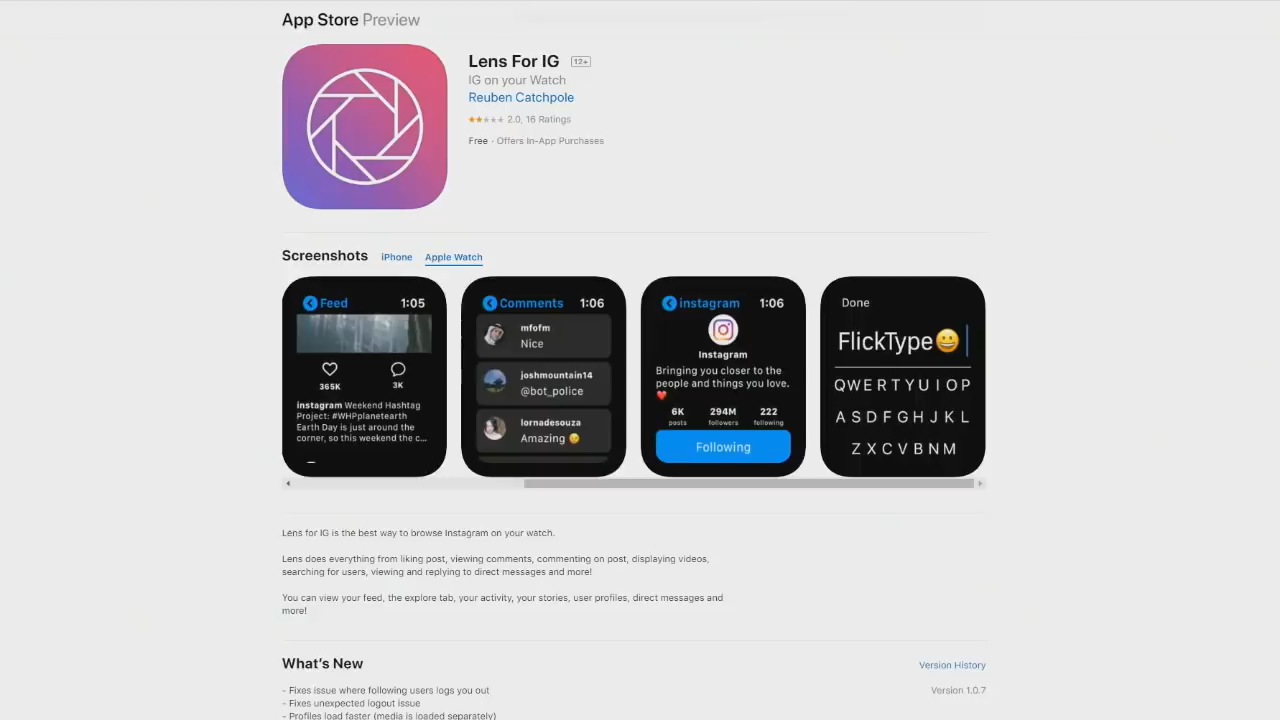 App Store Preview
Lens For IG 12+
IG on your Watch
Reuben Catchpole
2.0, 16 Ratings
Free · Offers In-App Purchases
Screenshots iPhone Apple Watch
Feed 1:05
365K 3K
instagram Weekend Hashtag
Project: #WHPplanetearth
Earth Day is just around the
corner, so this weekend the c...
Comments 1:06
mfofm
Nice
joshmountain14
@bot_police
lornadesouza
Amazing 😄
instagram 1:06
Instagram
Bringing you closer to the
people and things you love.
❤️
6K 294M 222
posts followers following
Following
Done
FlickType😀
QWERTYUIOP
ASDFGHJKL
ZXCVBNM
Lens for IG is the best way to browse Instagram on your watch.
Lens does everything from liking post, viewing comments, commenting on post, displaying videos,
searching for users, viewing and replying to direct messages and more!
You can view your feed, the explore tab, your activity, your stories, user profiles, direct messages and
more!
What's New Version History
- Fixes issue where following users logs you out Version 1.0.7
- Fixes unexpected logout issue
- Profiles load faster (media is loaded separately)